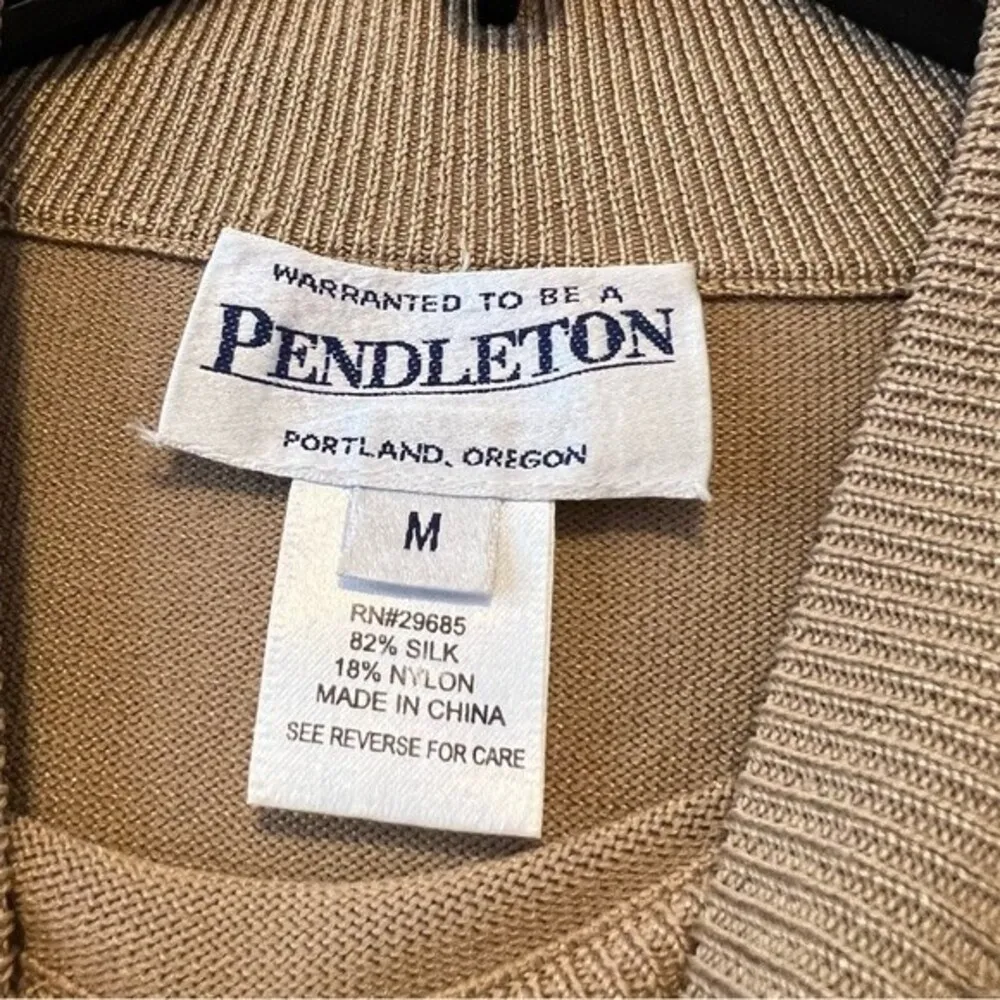 WARRANTED TO BE A
PENDLETON
PORTLAND, OREGON
M
RN#29685
82% SILK
18% NYLON
MADE IN CHINA
SEE REVERSE FOR CARE